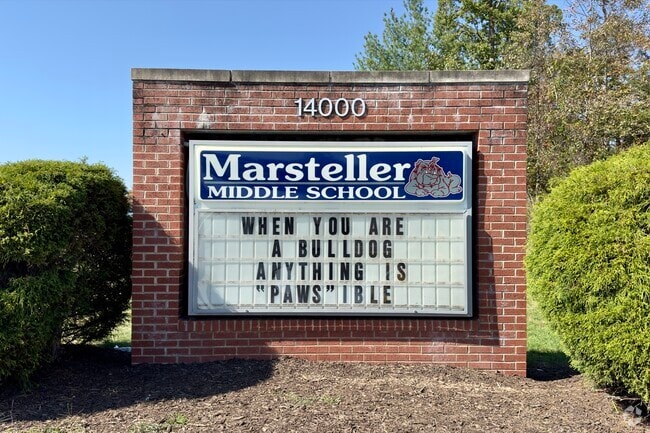 14000
Marsteller
MIDDLE SCHOOL
WHEN YOU ARE
A BULLDOG
ANYTHING IS
"PAWS"IBLE